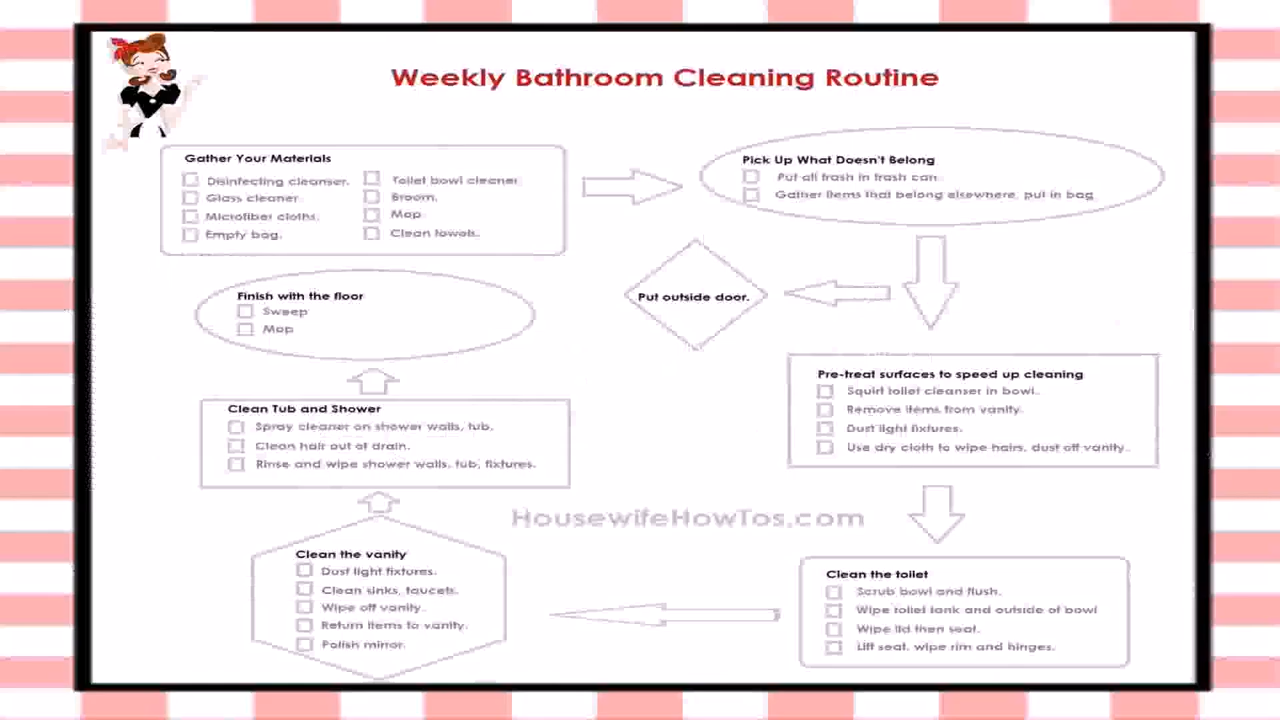 Weekly Bathroom Cleaning Routine
Gather Your Materials
Disinfecting cleanser.
Glass cleaner
Microfiber cloths.
Empty bag.
Toilet bowl cleaner
Broom.
Mop
Clean towels.
Pick Up What Doesn't Belong
Put all trash in trash can.
Gather items that belong elsewhere, put in bag
Put outside door.
Pre-treat surfaces to speed up cleaning
Squirt toilet cleanser in bowl.
Remove items from vanity.
Dust light fixtures.
Use dry cloth to wipe hairs, dust off vanity.
Clean the toilet
Scrub bowl and flush.
Wipe toilet tank and outside of bowl
Wipe lid then seat.
Lift seat, wipe rim and hinges.
Clean the vanity
Dust light fixtures.
Clean sinks, faucets.
Wipe off vanity.
Return items to vanity.
Polish mirror.
Clean Tub and Shower
Spray cleaner on shower walls, tub.
Clean hair out of drain.
Rinse and wipe shower walls, tub, fixtures.
Finish with the floor
Sweep
Mop
HousewifeHowTos.com